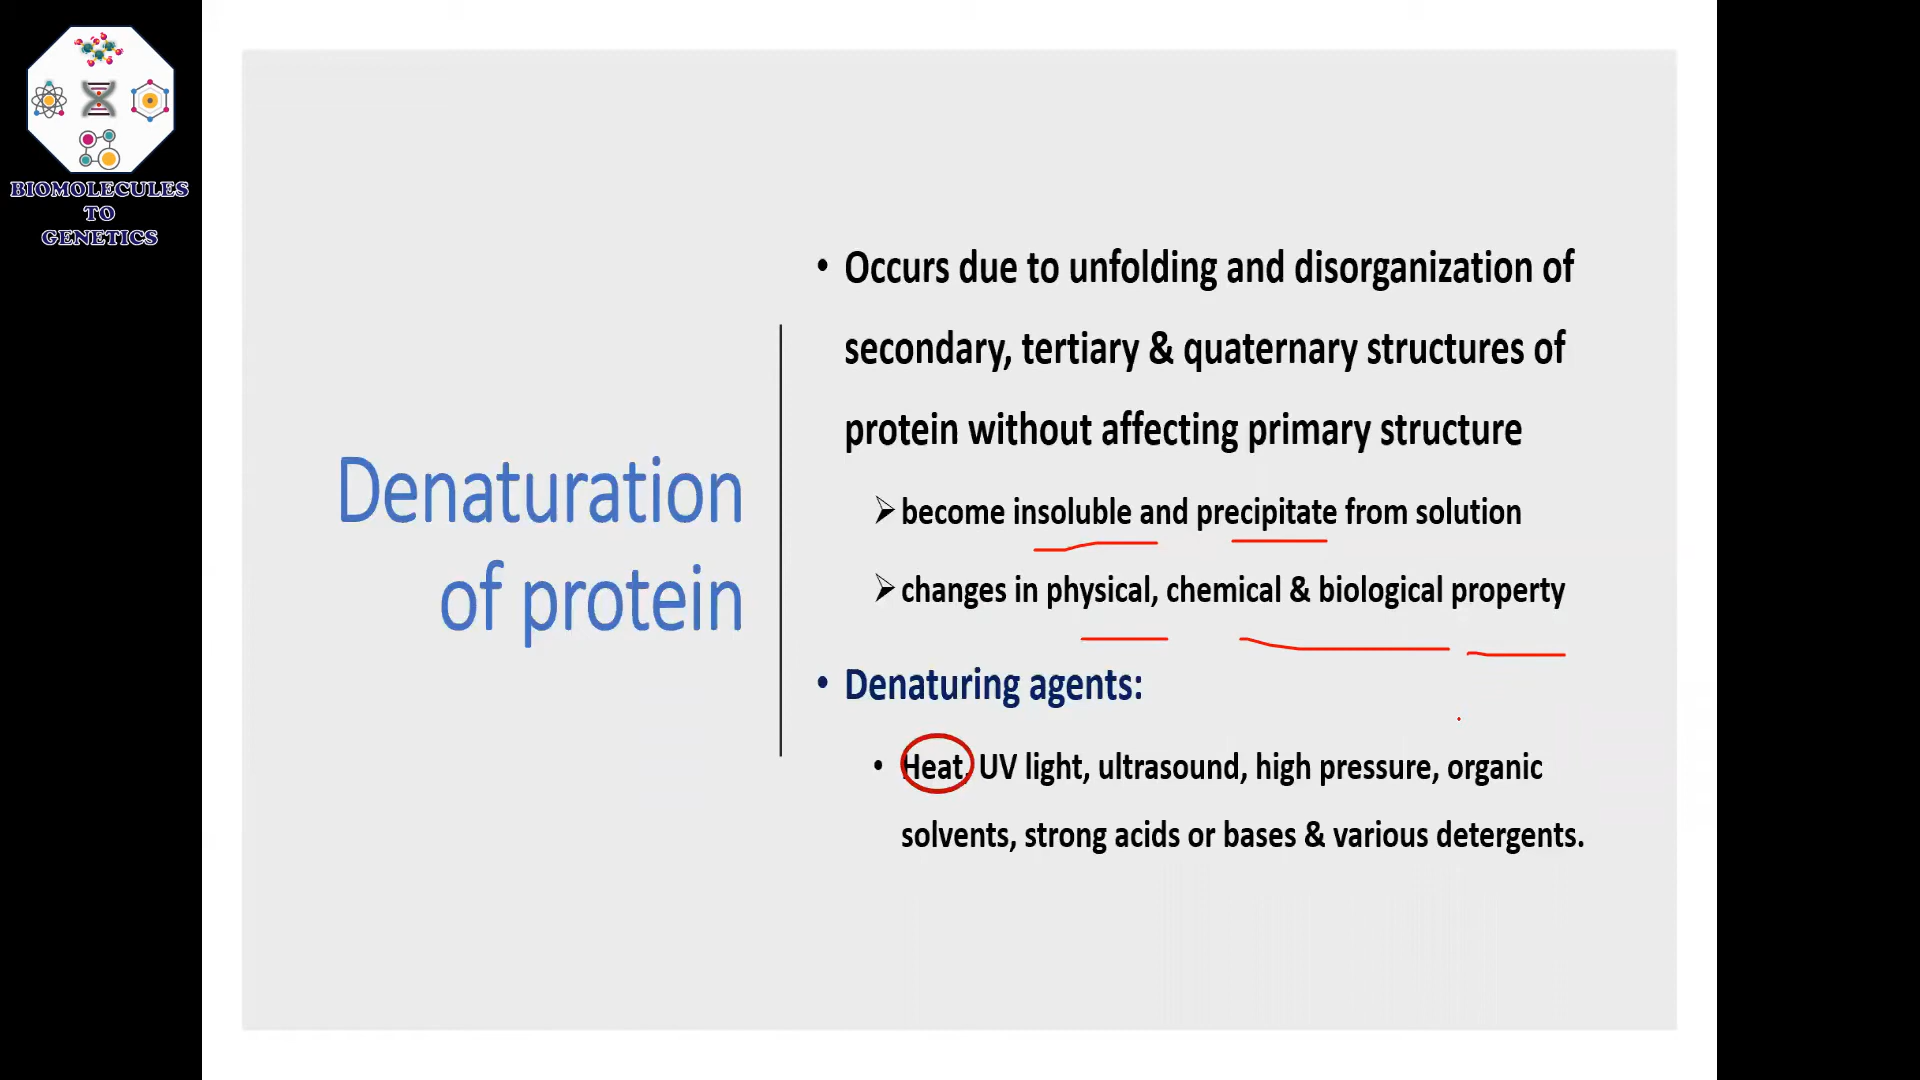 BIOMOLECULES
TO
GENETICS
Denaturation
of protein
• Occurs due to unfolding and disorganization of
secondary, tertiary & quaternary structures of
protein without affecting primary structure
➢ become insoluble and precipitate from solution
➢ changes in physical, chemical & biological property
• Denaturing agents:
• Heat, UV light, ultrasound, high pressure, organic
solvents, strong acids or bases & various detergents.